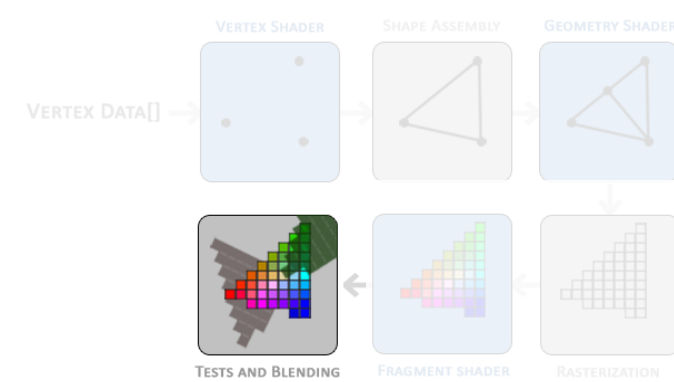 VERTEX SHADER
SHAPE ASSEMBLY
GEOMETRY SHADER
VERTEX DATA[]
TESTS AND BLENDING
FRAGMENT SHADER
RASTERIZATION